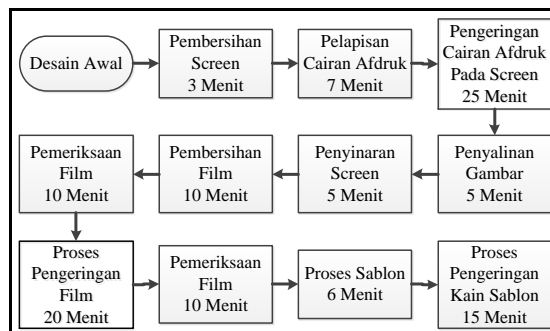 Desain Awal
Pembersihan
Screen
3 Menit
Pelapisan
Cairan Afdruk
7 Menit
Pengeringan
Cairan Afdruk
Pada Screen
25 Menit
Penyalinan
Gambar
5 Menit
Penyinaran
Screen
5 Menit
Pembersihan
Film
10 Menit
Pemeriksaan
Film
10 Menit
Proses
Pengeringan
Film
20 Menit
Pemeriksaan
Film
10 Menit
Proses Sablon
6 Menit
Proses
Pengeringan
Kain Sablon
15 Menit